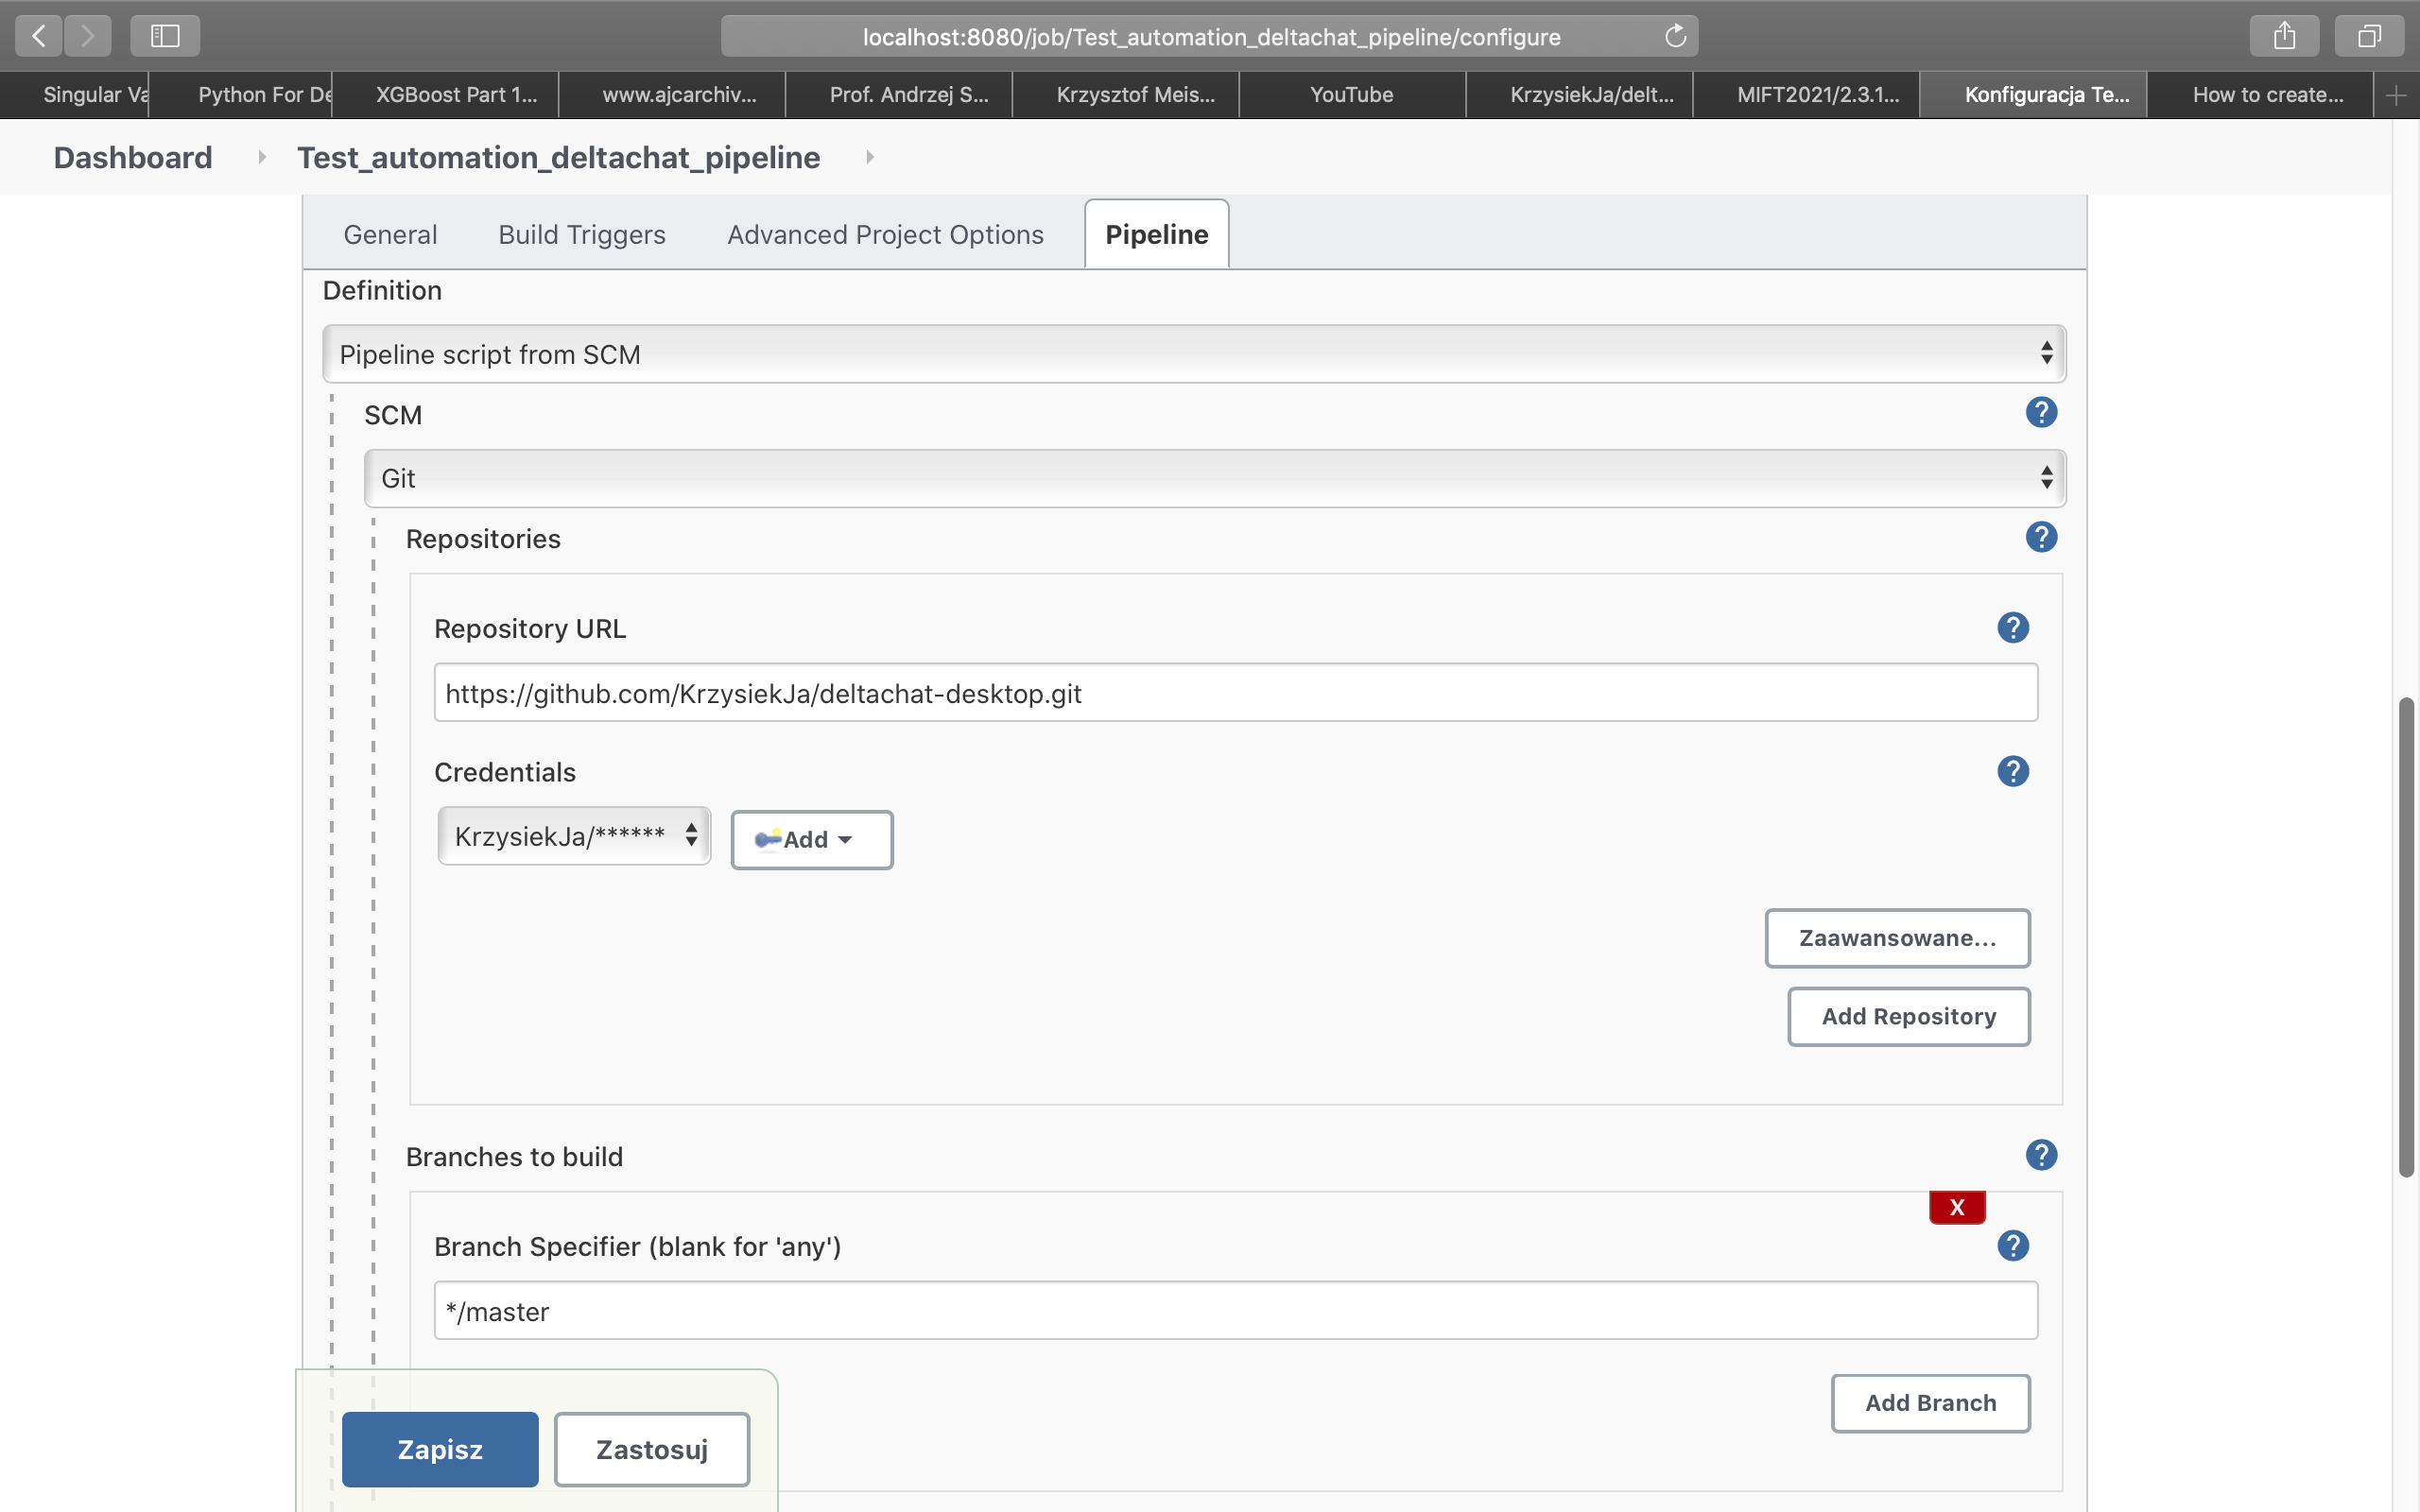 localhost:8080/job/Test_automation_deltachat_pipeline/configure
Singular Va
Python For De
XGBoost Part 1...
www.ajcarchiv...
Prof. Andrzej S...
Krzysztof Meis...
YouTube
KrzysiekJa/delt...
MIFT2021/2.3.1...
Konfiguracja Te...
How to create...
Dashboard
Test_automation_deltachat_pipeline
General
Build Triggers
Advanced Project Options
Pipeline
Definition
Pipeline script from SCM
SCM
?
Git
Repositories
?
Repository URL
?
https://github.com/KrzysiekJa/deltachat-desktop.git
Credentials
?
KrzysiekJa/******
Add
Zaawansowane...
Add Repository
Branches to build
?
X
Branch Specifier (blank for 'any')
?
*/master
Add Branch
Zapisz
Zastosuj